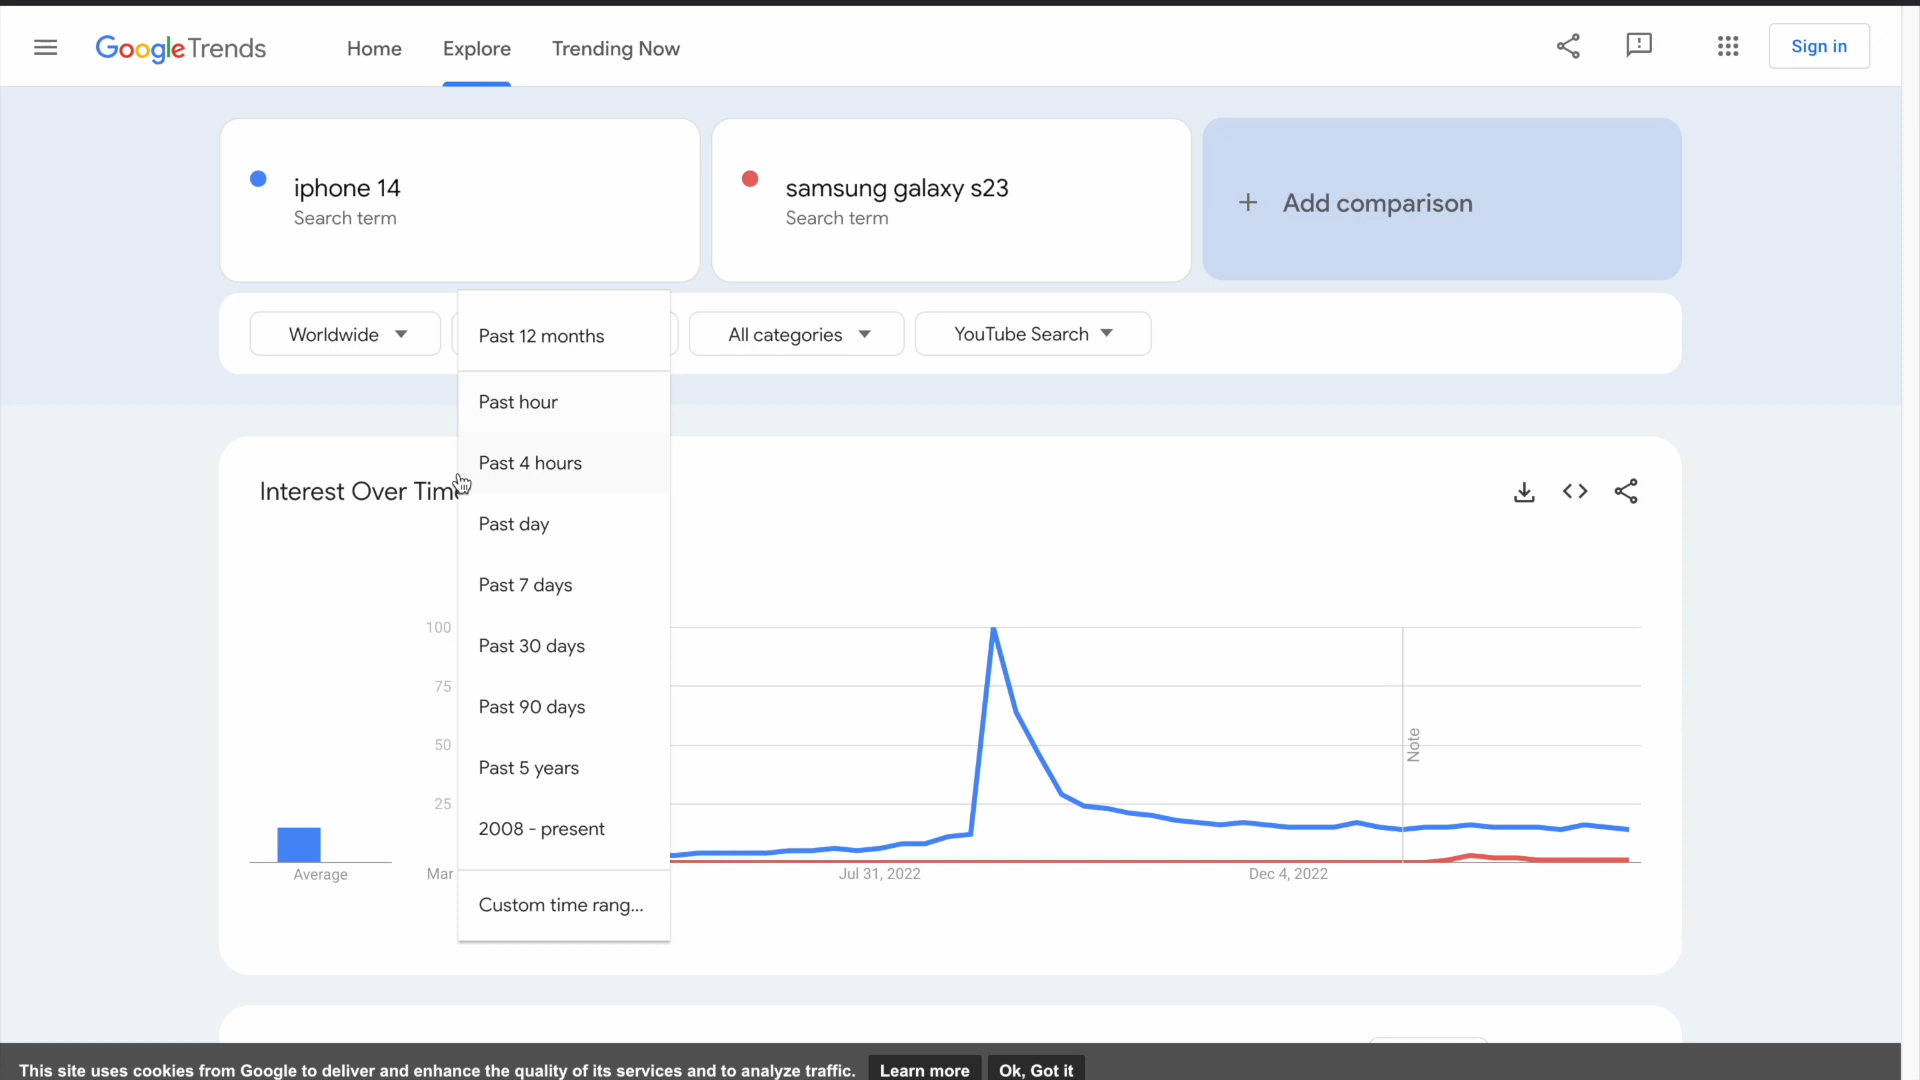 Google Trends
Home
Explore
Trending Now
Sign in
iphone 14
Search term
samsung galaxy s23
Search term
+ Add comparison
Worldwide
Past 12 months
All categories
YouTube Search
Past hour
Past 4 hours
Past day
Past 7 days
Past 30 days
Past 90 days
Past 5 years
2008 - present
Custom time rang...
Interest Over Time
100
75
50
25
Note
Average
Mar
Jul 31, 2022
Dec 4, 2022
This site uses cookies from Google to deliver and enhance the quality of its services and to analyze traffic.
Learn more
Ok, Got it